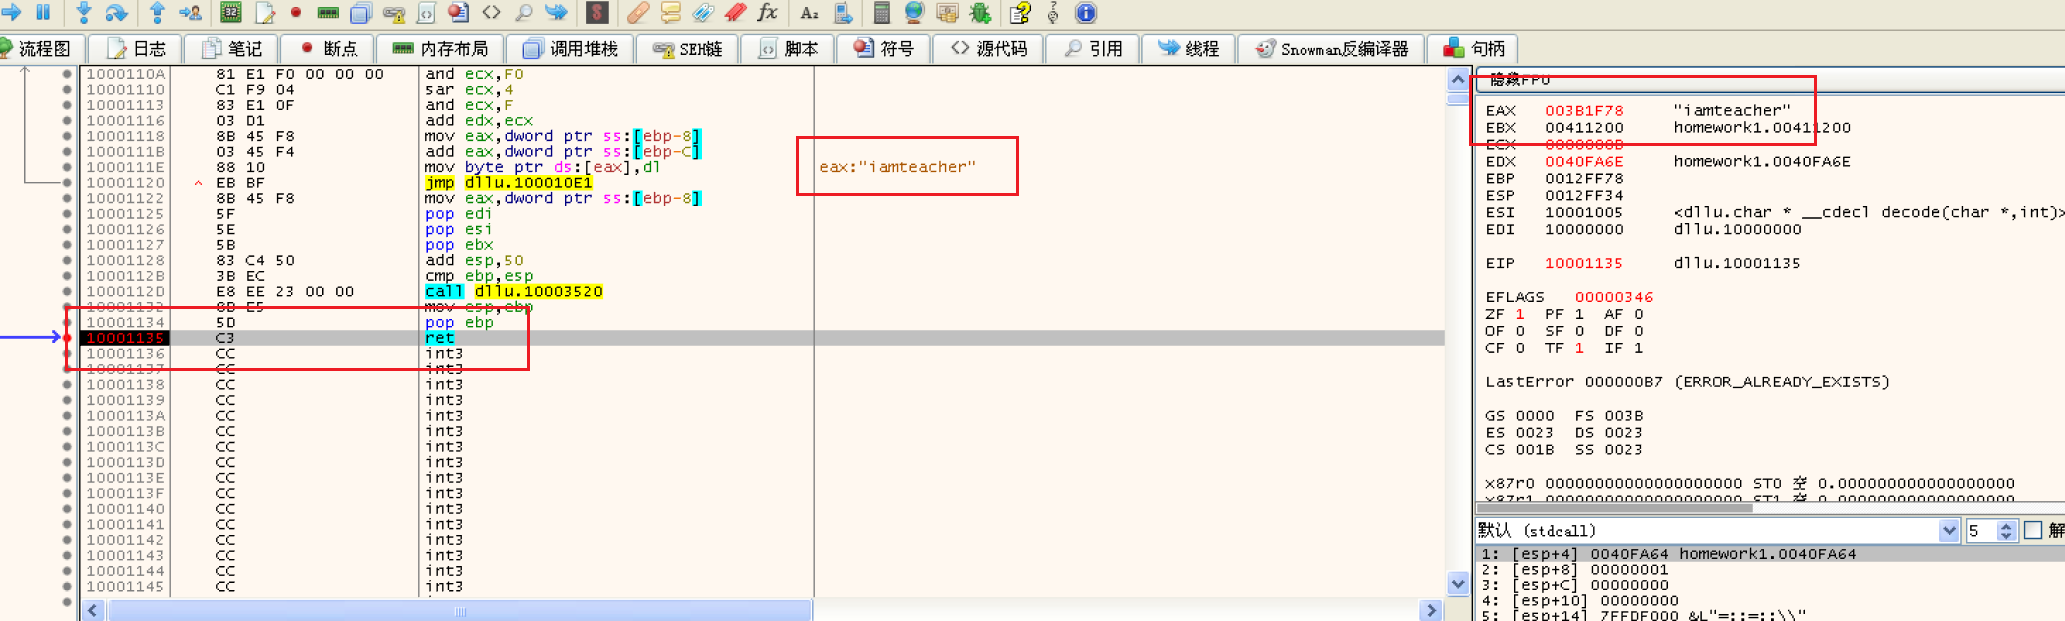 32 fx Az
流程图 日志 笔记 断点 内存布局 调用堆栈 SEH链 脚本 符号 源代码 引用 线程 Snowman反编译器 句柄
1000110A 81 E1 F0 00 00 00 and ecx,F0
10001110 C1 F9 04 sar ecx,4
10001113 83 E1 0F and ecx,F
10001116 03 D1 add edx,ecx
10001118 8B 45 F8 mov eax,dword ptr ss:[ebp-8]
1000111B 03 45 F4 add eax,dword ptr ss:[ebp-C]
1000111E 88 10 mov byte ptr ds:[eax],dl eax:"iamteacher"
10001120 ^ EB BF jmp dllu.100010E1
10001122 8B 45 F8 mov eax,dword ptr ss:[ebp-8]
10001125 5F pop edi
10001126 5E pop esi
10001127 5B pop ebx
10001128 83 C4 50 add esp,50
1000112B 3B EC cmp ebp,esp
1000112D E8 EE 23 00 00 call dllu.10003520
10001132 8B E5 mov esp,ebp
10001134 5D pop ebp
10001135 C3 ret
10001136 CC int3
10001137 CC int3
10001138 CC int3
10001139 CC int3
1000113A CC int3
1000113B CC int3
1000113C CC int3
1000113D CC int3
1000113E CC int3
1000113F CC int3
10001140 CC int3
10001141 CC int3
10001142 CC int3
10001143 CC int3
10001144 CC int3
10001145 CC int3
隐藏FPU
EAX 003B1F78 "iamteacher"
EBX 00411200 homework1.00411200
ECX 0000000B
EDX 0040FA6E homework1.0040FA6E
EBP 0012FF78
ESP 0012FF34
ESI 10001005 <dllu.char * __cdecl decode(char *,int)>
EDI 10000000 dllu.10000000
EIP 10001135 dllu.10001135
EFLAGS 00000346
ZF 1 PF 1 AF 0
OF 0 SF 0 DF 0
CF 0 TF 1 IF 1
LastError 000000B7 (ERROR_ALREADY_EXISTS)
GS 0000 FS 003B
ES 0023 DS 0023
CS 001B SS 0023
x87r0 00000000000000000000 ST0 空 0.000000000000000000
x87r1 00000000000000000000 ST1 空 0.000000000000000000
默认 (stdcall) 5 解
1: [esp+4] 0040FA64 homework1.0040FA64
2: [esp+8] 00000001
3: [esp+C] 00000000
4: [esp+10] 00000000
5: [esp+14] 7FFDF000 &L"=::=::\\"